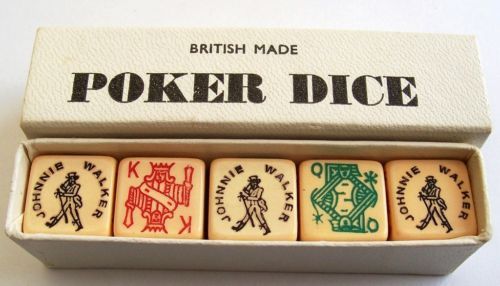 BRITISH MADE
POKER DICE
JOHNNIE WALKER
K
K
JOHNNIE WALKER
Q
Q
JOHNNIE WALKER